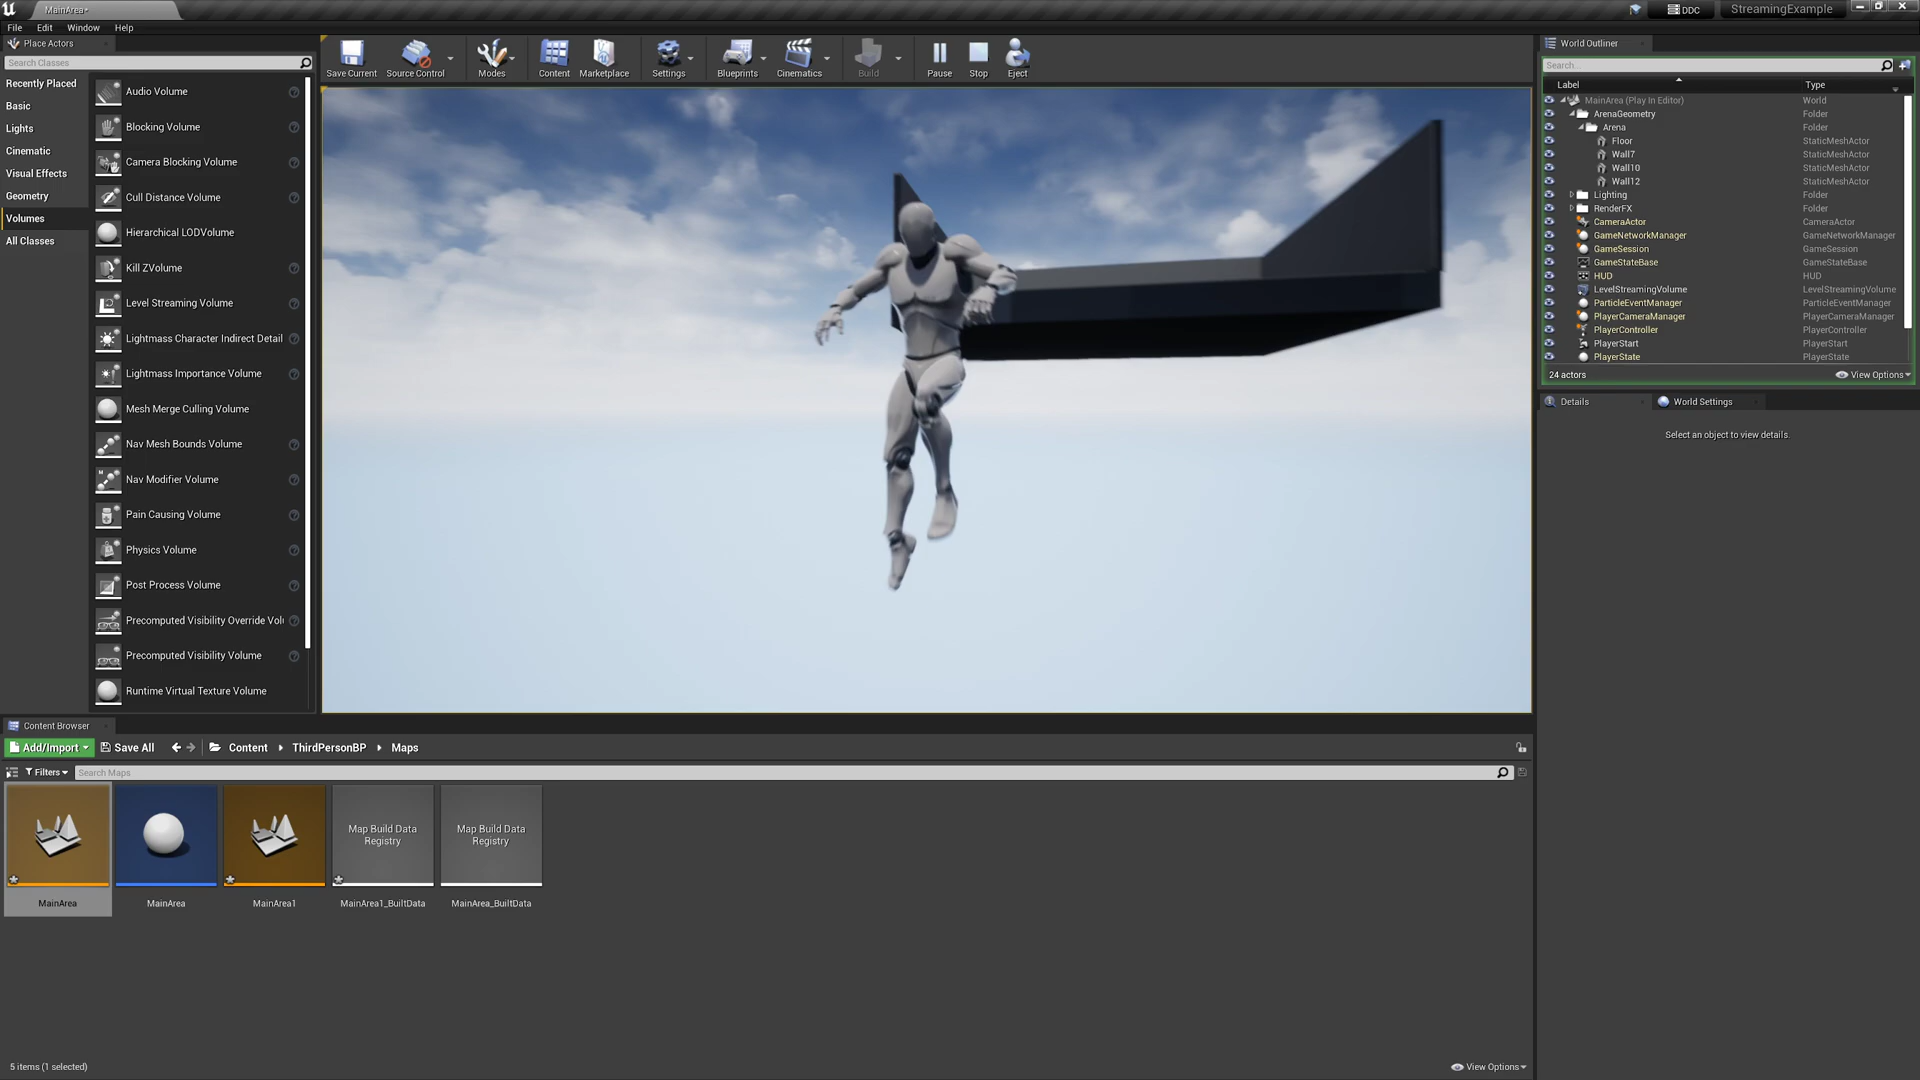 MainArea*
DDC
StreamingExample
File Edit Window Help
Place Actors
Search Classes
Recently Placed
Basic
Lights
Cinematic
Visual Effects
Geometry
Volumes
All Classes
Audio Volume
Blocking Volume
Camera Blocking Volume
Cull Distance Volume
Hierarchical LODVolume
Kill ZVolume
Level Streaming Volume
Lightmass Character Indirect Detail
Lightmass Importance Volume
Mesh Merge Culling Volume
Nav Mesh Bounds Volume
Nav Modifier Volume
Pain Causing Volume
Physics Volume
Post Process Volume
Precomputed Visibility Override Volu
Precomputed Visibility Volume
Runtime Virtual Texture Volume
Save Current Source Control Modes Content Marketplace Settings Blueprints Cinematics Build Pause Stop Eject
World Outliner
Search...
Label Type
MainArea (Play In Editor) World
ArenaGeometry Folder
Arena Folder
Floor StaticMeshActor
Wall7 StaticMeshActor
Wall10 StaticMeshActor
Wall12 StaticMeshActor
Lighting Folder
RenderFX Folder
CameraActor CameraActor
GameNetworkManager GameNetworkManager
GameSession GameSession
GameStateBase GameStateBase
HUD HUD
LevelStreamingVolume LevelStreamingVolume
ParticleEventManager ParticleEventManager
PlayerCameraManager PlayerCameraManager
PlayerController PlayerController
PlayerStart PlayerStart
PlayerState PlayerState
24 actors View Options
Details World Settings
Select an object to view details.
Content Browser
Add/Import Save All Content ThirdPersonBP Maps
Filters Search Maps
Map Build Data
Registry
Map Build Data
Registry
MainArea MainArea MainArea1 MainArea1_BuiltData MainArea_BuiltData
5 items (1 selected) View Options